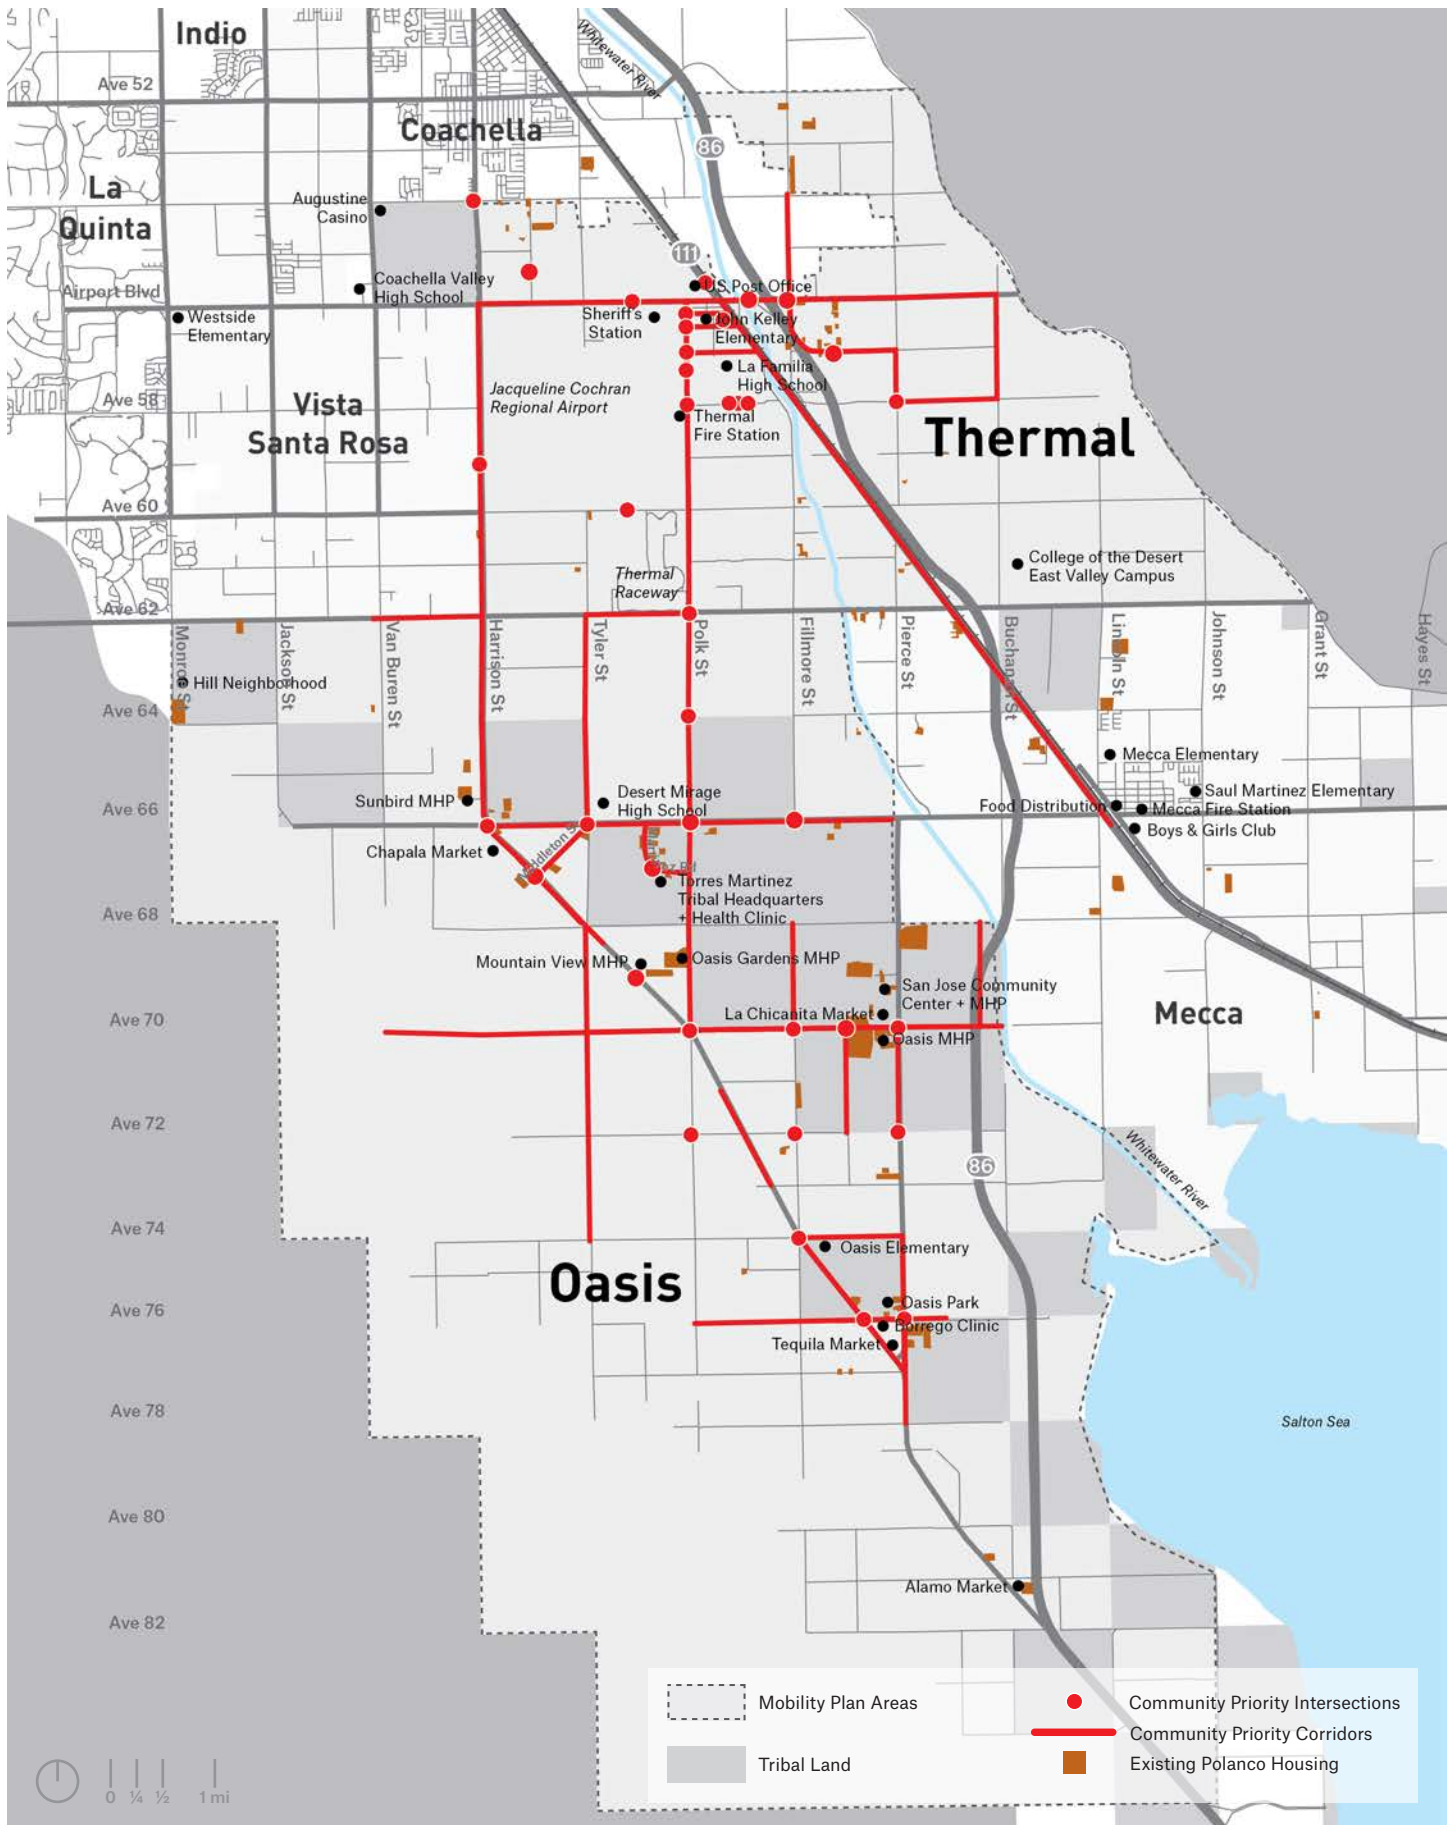 Indio
Whitewater River
Ave 52
Coachella
86
La
Quinta
Augustine
Casino
111
Coachella Valley
High School
US Post Office
Airport Blvd
Westside
Elementary
Sheriff's
Station
John Kelley
Elementary
La Familia
High School
Jacqueline Cochran
Regional Airport
Ave 58
Vista
Santa Rosa
Thermal
Fire Station
Thermal
Ave 60
College of the Desert
East Valley Campus
Thermal
Raceway
Ave 62
Monroe St
Jackson St
Van Buren St
Harrison St
Tyler St
Polk St
Fillmore St
Pierce St
Buchanan St
Lincoln St
Johnson St
Grant St
Hayes St
Hill Neighborhood
Ave 64
Mecca Elementary
Desert Mirage
High School
Saul Martinez Elementary
Sunbird MHP
Ave 66
Food Distribution
Mecca Fire Station
Boys & Girls Club
Chapala Market
Middleton St
Torres Martinez
Tribal Headquarters
+ Health Clinic
Ave 68
Mountain View MHP
Oasis Gardens MHP
San Jose Community
Center + MHP
La Chicanita Market
Mecca
Ave 70
Oasis MHP
Ave 72
Whitewater River
86
Ave 74
Oasis Elementary
Oasis
Ave 76
Oasis Park
Borrego Clinic
Tequila Market
Ave 78
Salton Sea
Ave 80
Alamo Market
Ave 82
Mobility Plan Areas
Tribal Land
Community Priority Intersections
Community Priority Corridors
Existing Polanco Housing
0 ¼ ½ 1 mi